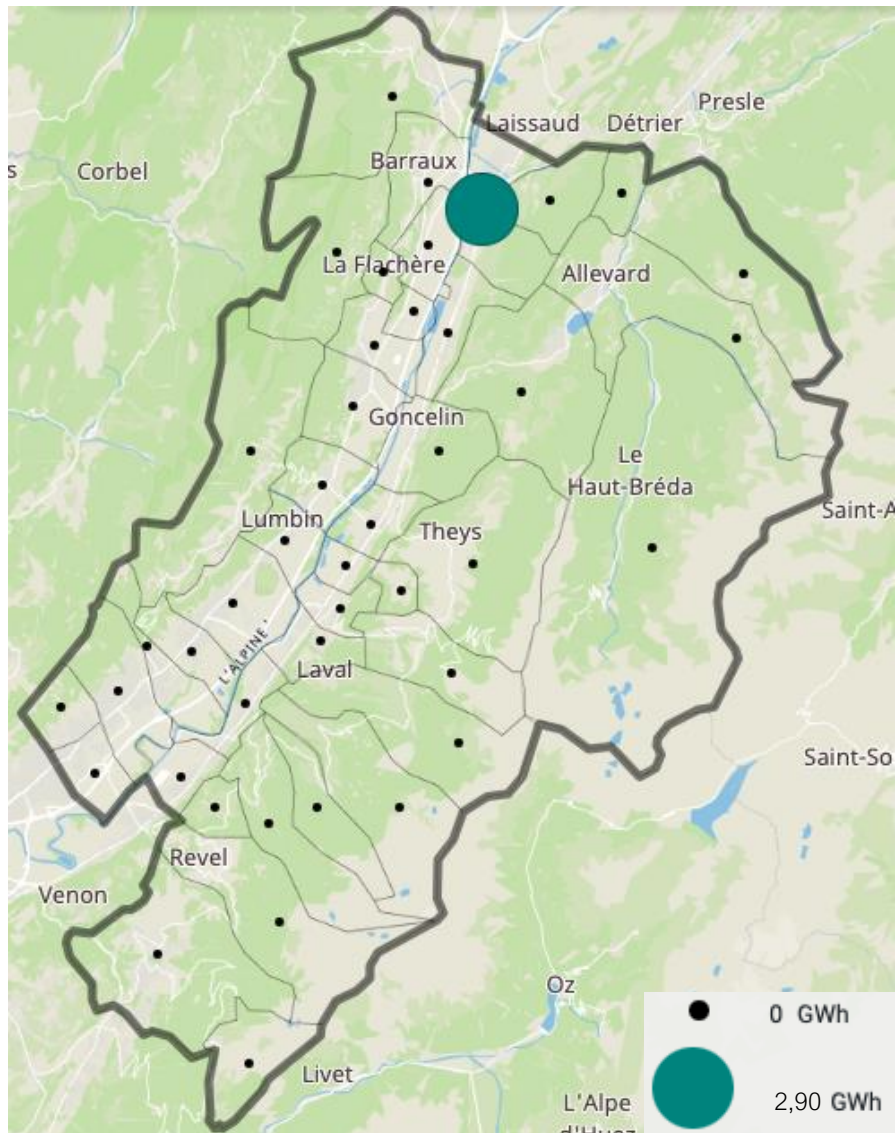 Presle
Laissaud
Détrier
s
Corbel
Barraux
La Flachère
Allevard
Goncelin
Le
Haut-Bréda
Lumbin
Theys
Saint-A
L'ALPINE
Laval
Saint-So
Revel
Venon
Oz
0 GWh
Livet
2,90 GWh
L'Alpe
d'Huez